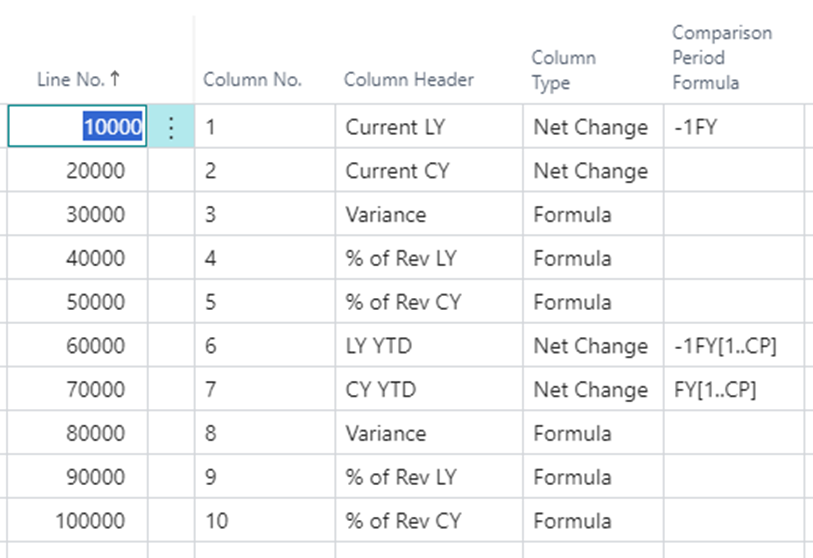 Line No.↑ Column No. Column Header Column Type Comparison Period Formula
10000 ⋮ 1 Current LY Net Change -1FY
20000 2 Current CY Net Change
30000 3 Variance Formula
40000 4 % of Rev LY Formula
50000 5 % of Rev CY Formula
60000 6 LY YTD Net Change -1FY[1..CP]
70000 7 CY YTD Net Change FY[1..CP]
80000 8 Variance Formula
90000 9 % of Rev LY Formula
100000 10 % of Rev CY Formula